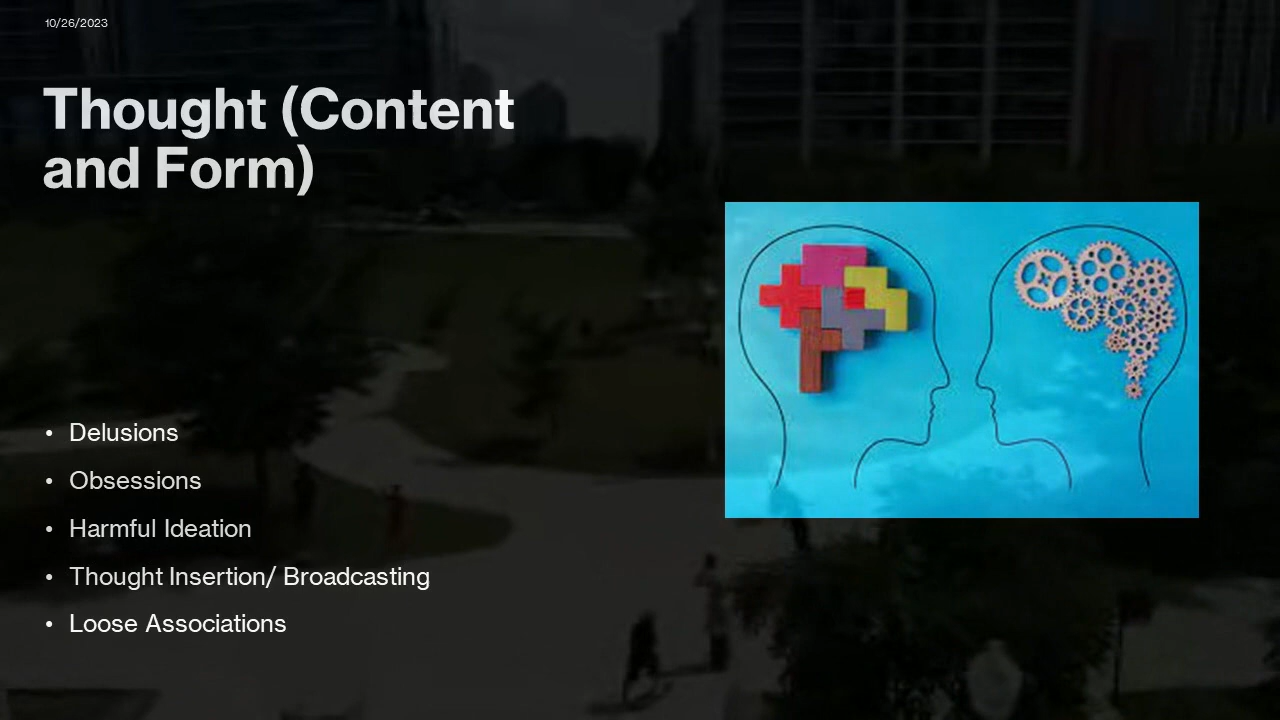 10/26/2023
Thought (Content
and Form)
• Delusions
• Obsessions
• Harmful Ideation
• Thought Insertion/ Broadcasting
• Loose Associations